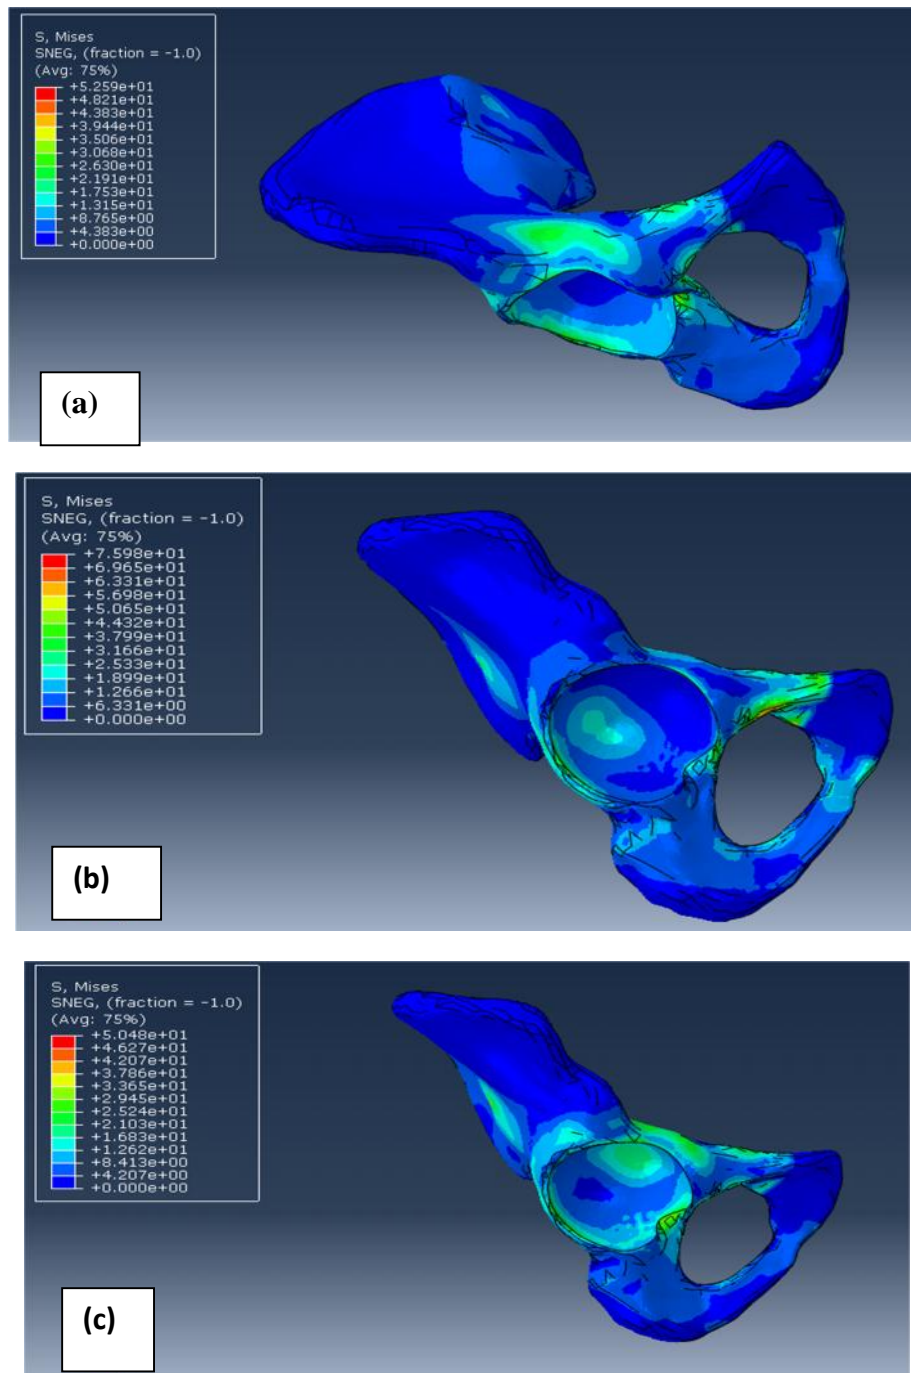 S, Mises
SNEG, (fraction = -1.0)
(Avg: 75%)
+5.259e+01
+4.821e+01
+4.383e+01
+3.944e+01
+3.506e+01
+3.068e+01
+2.630e+01
+2.191e+01
+1.753e+01
+1.315e+01
+8.765e+00
+4.383e+00
+0.000e+00
(a)
S, Mises
SNEG, (fraction = -1.0)
(Avg: 75%)
+7.598e+01
+6.965e+01
+6.331e+01
+5.698e+01
+5.065e+01
+4.432e+01
+3.799e+01
+3.166e+01
+2.533e+01
+1.899e+01
+1.266e+01
+6.331e+00
+0.000e+00
(b)
S, Mises
SNEG, (fraction = -1.0)
(Avg: 75%)
+5.048e+01
+4.627e+01
+4.207e+01
+3.786e+01
+3.365e+01
+2.945e+01
+2.524e+01
+2.103e+01
+1.683e+01
+1.262e+01
+8.413e+00
+4.207e+00
+0.000e+00
(c)